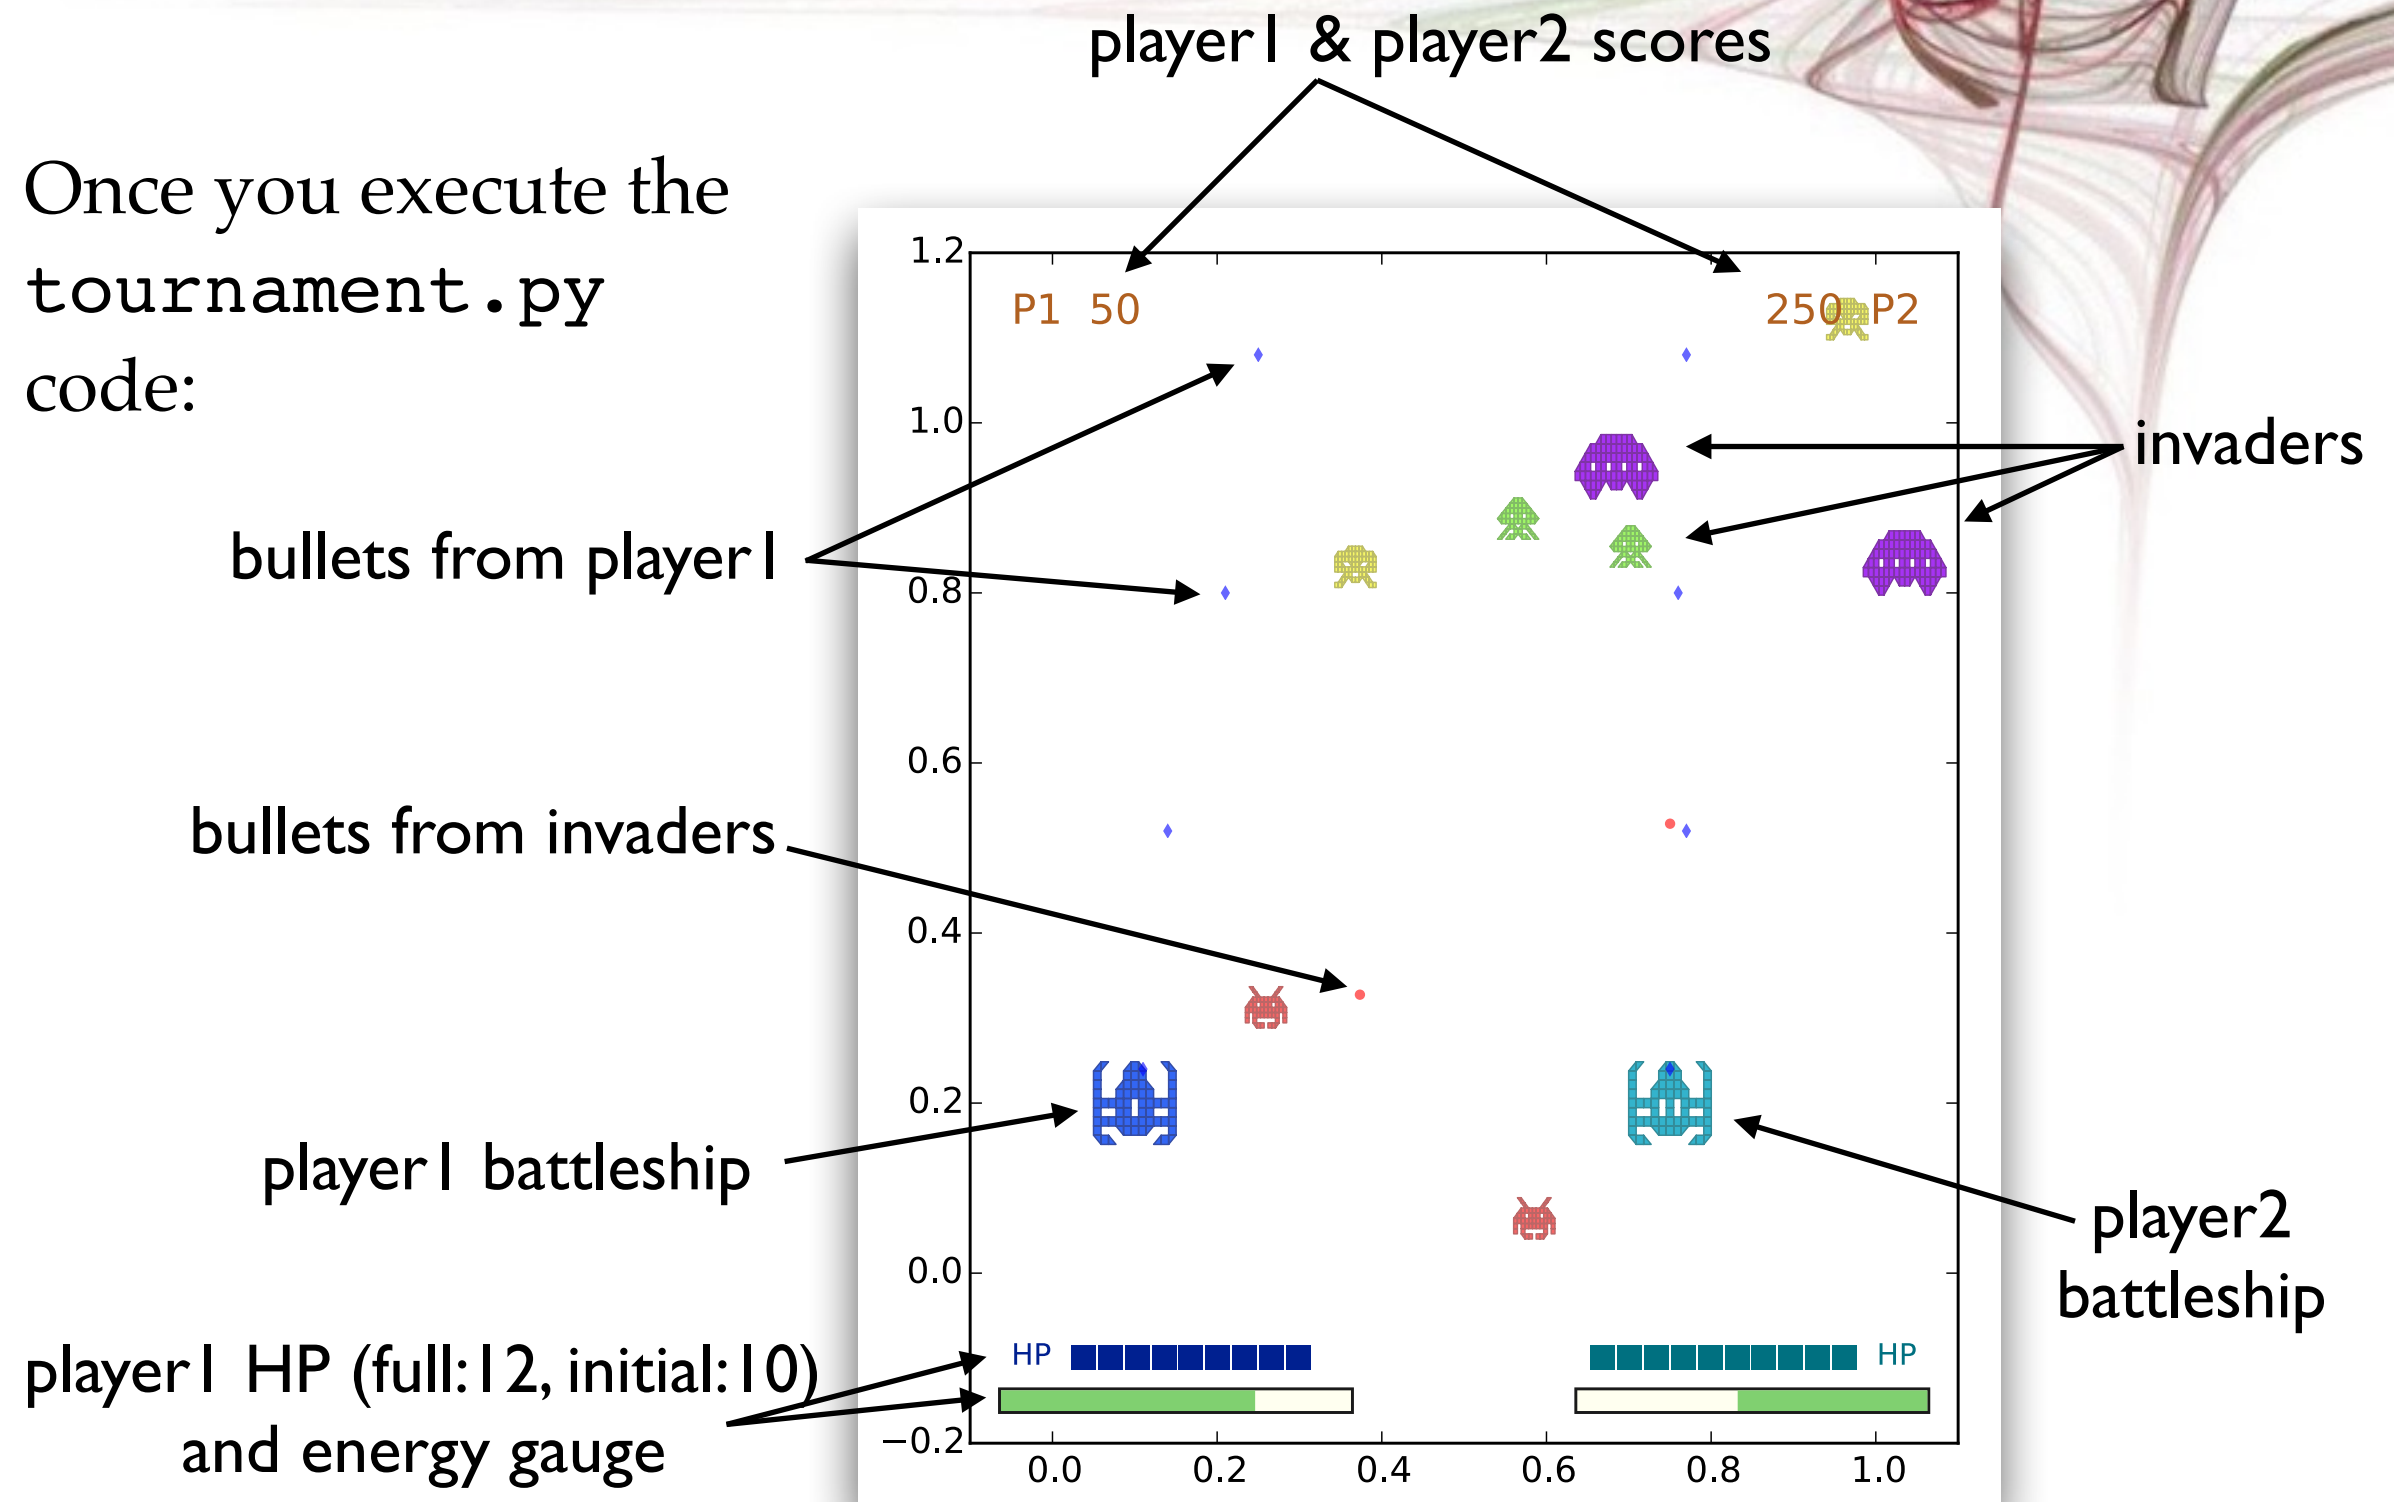 player1 & player2 scores
Once you execute the
tournament.py
code:
1.2
P1 50
250 P2
1.0
invaders
bullets from player1
0.8
0.6
bullets from invaders
0.4
0.2
player1 battleship
player2
battleship
0.0
player1 HP (full:12, initial:10)
and energy gauge
HP
HP
−0.2
0.0 0.2 0.4 0.6 0.8 1.0